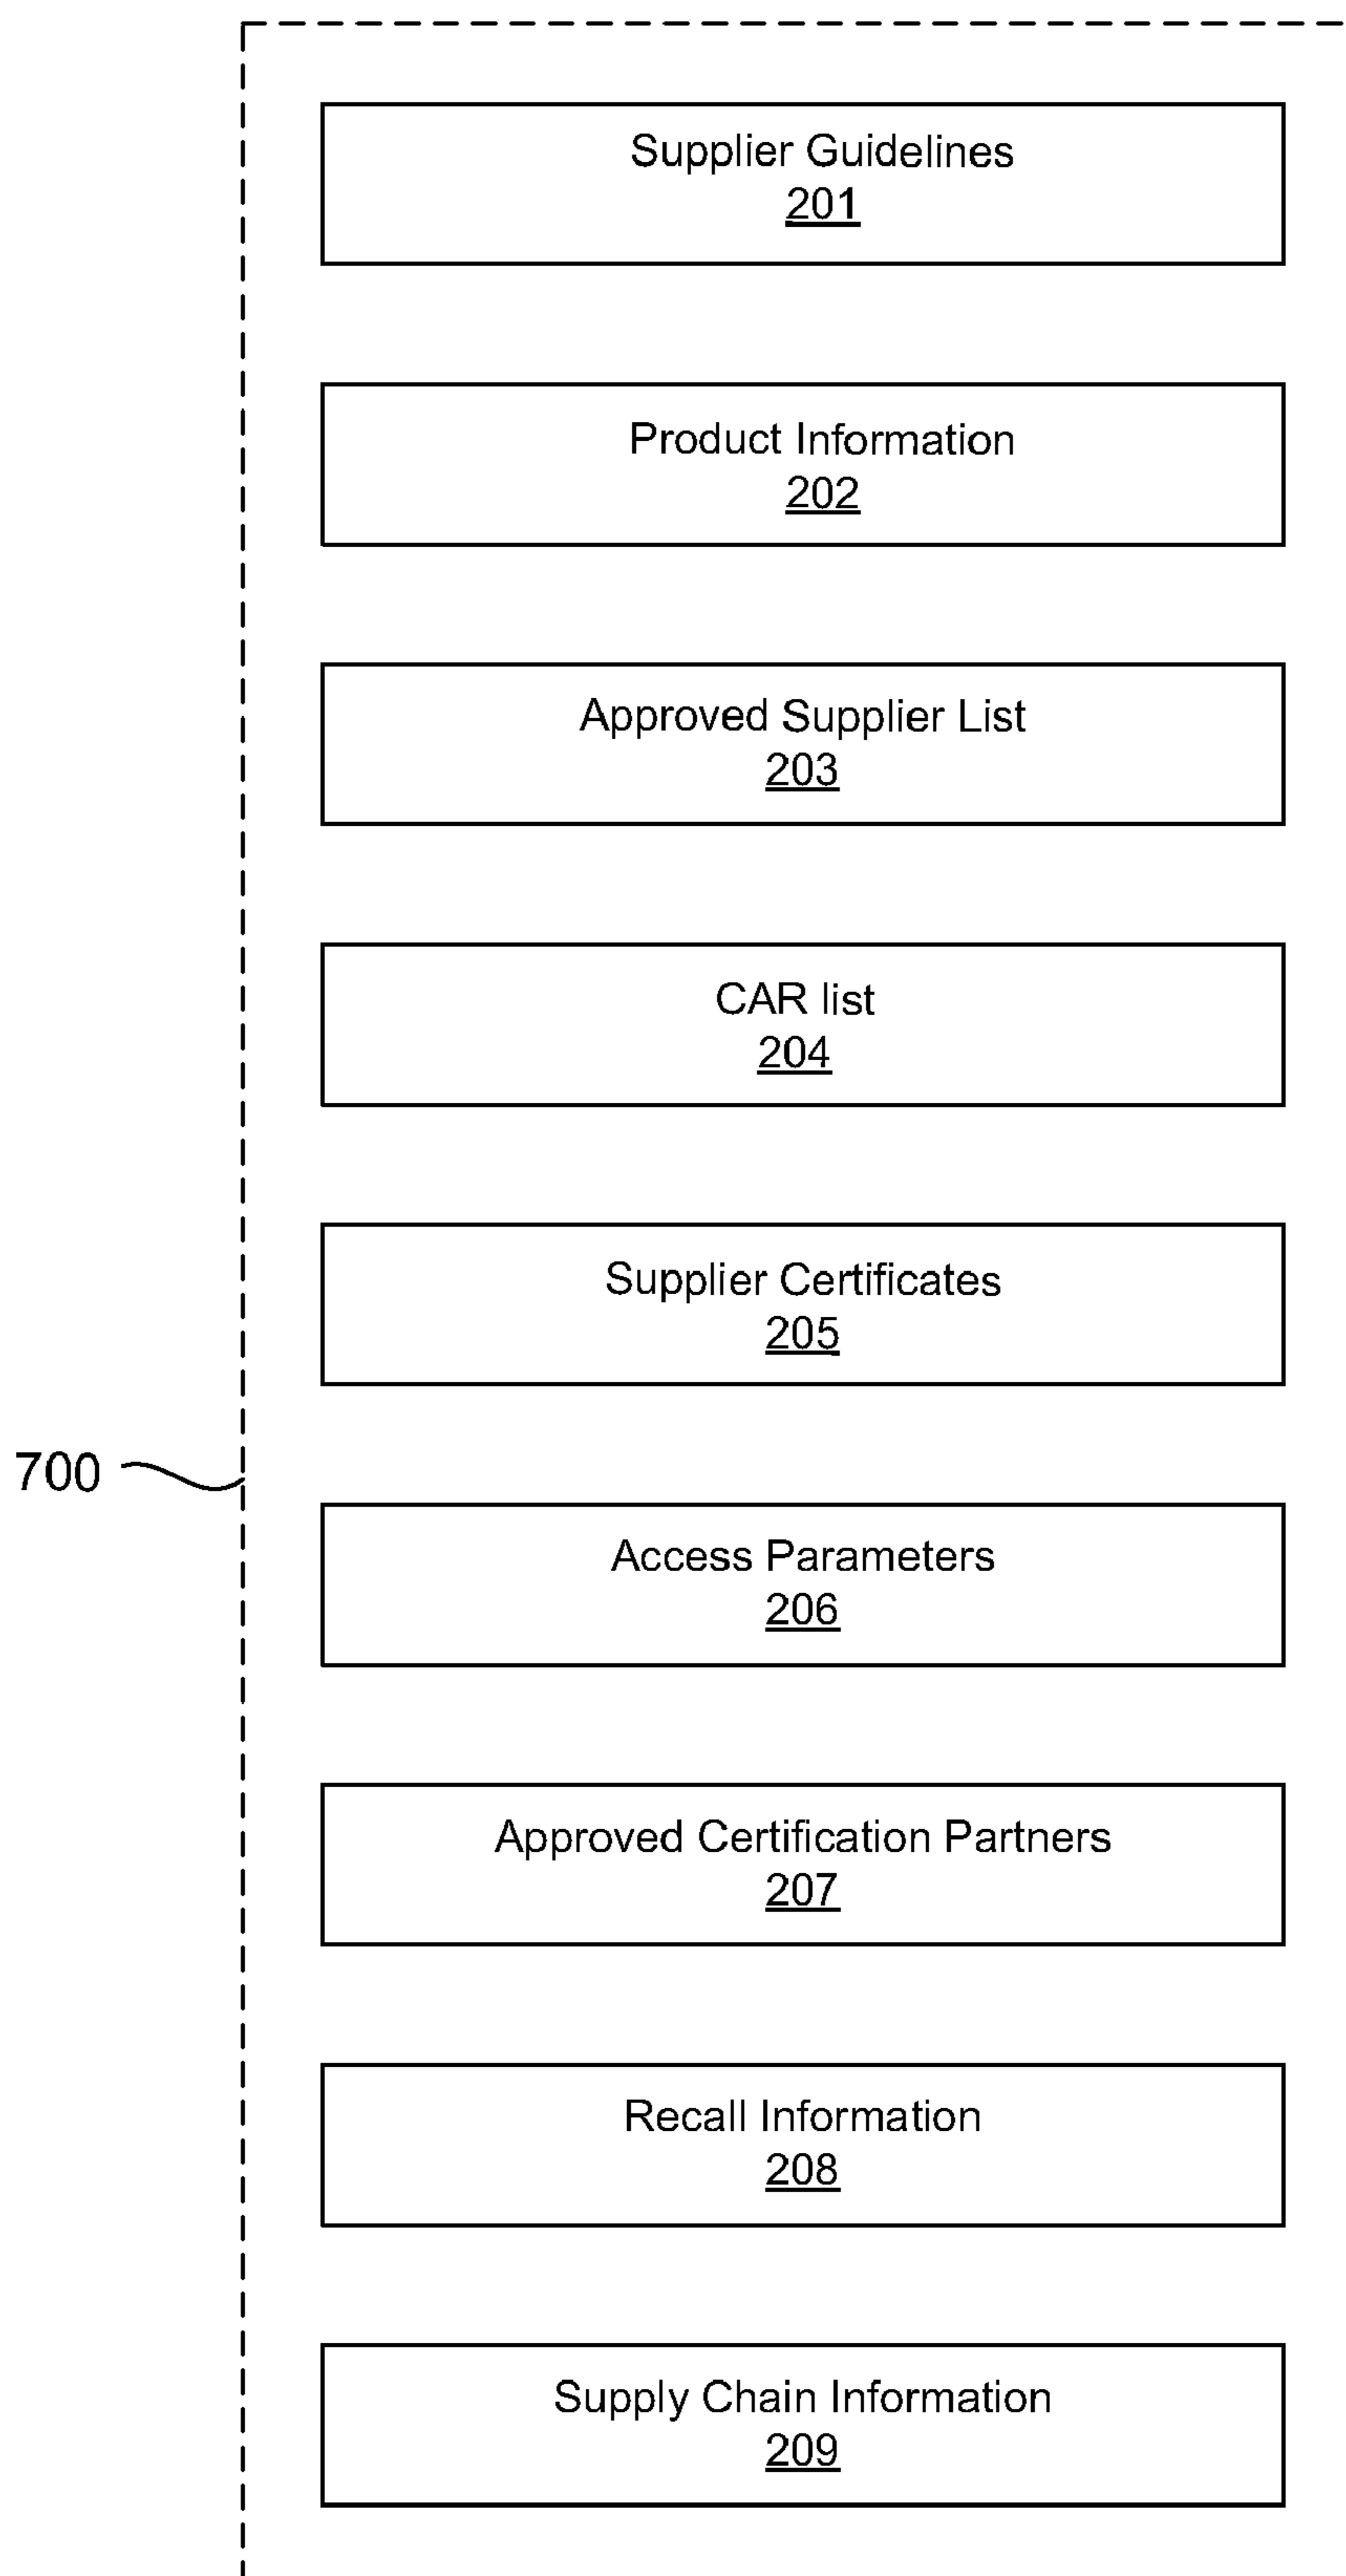 Supplier Guidelines
201
Product Information
202
Approved Supplier List
203
CAR list
204
Supplier Certificates
205
700
Access Parameters
206
Approved Certification Partners
207
Recall Information
208
Supply Chain Information
209